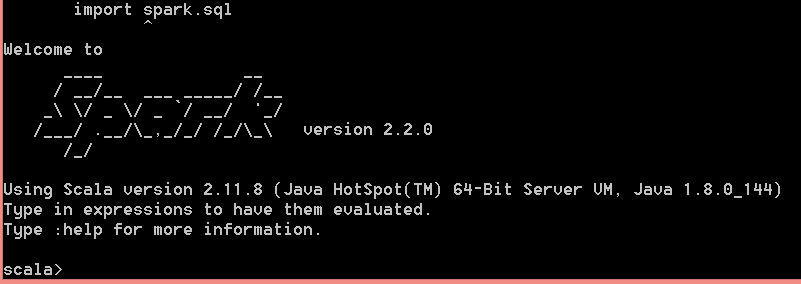 import spark.sql
^
Welcome to
      ____              __
     / __/__  ___ _____/ /__
    _\ \/ _ \/ _ `/ __/  '_/
   /___/ .__/\_,_/_/ /_/\_\   version 2.2.0
      /_/
Using Scala version 2.11.8 (Java HotSpot(TM) 64-Bit Server VM, Java 1.8.0_144)
Type in expressions to have them evaluated.
Type :help for more information.
scala>